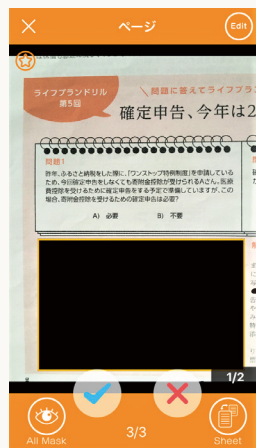 ページ
Edit
ライフプランドリル
第5回
問題に答えてライフプラ
確定申告、今年は2
問題1
昨年、ふるさと納税をした際に、「ワンストップ特例制度」を申請している
ため、今回確定申告をしなくても寄附金控除が受けられるAさん。医療
費控除を受けるために確定申告をする予定で準備していますが、この
場合、寄附金控除を受けるための確定申告は必要?
A) 必要 B) 不要
1/2
All Mask
3/3
Sheet